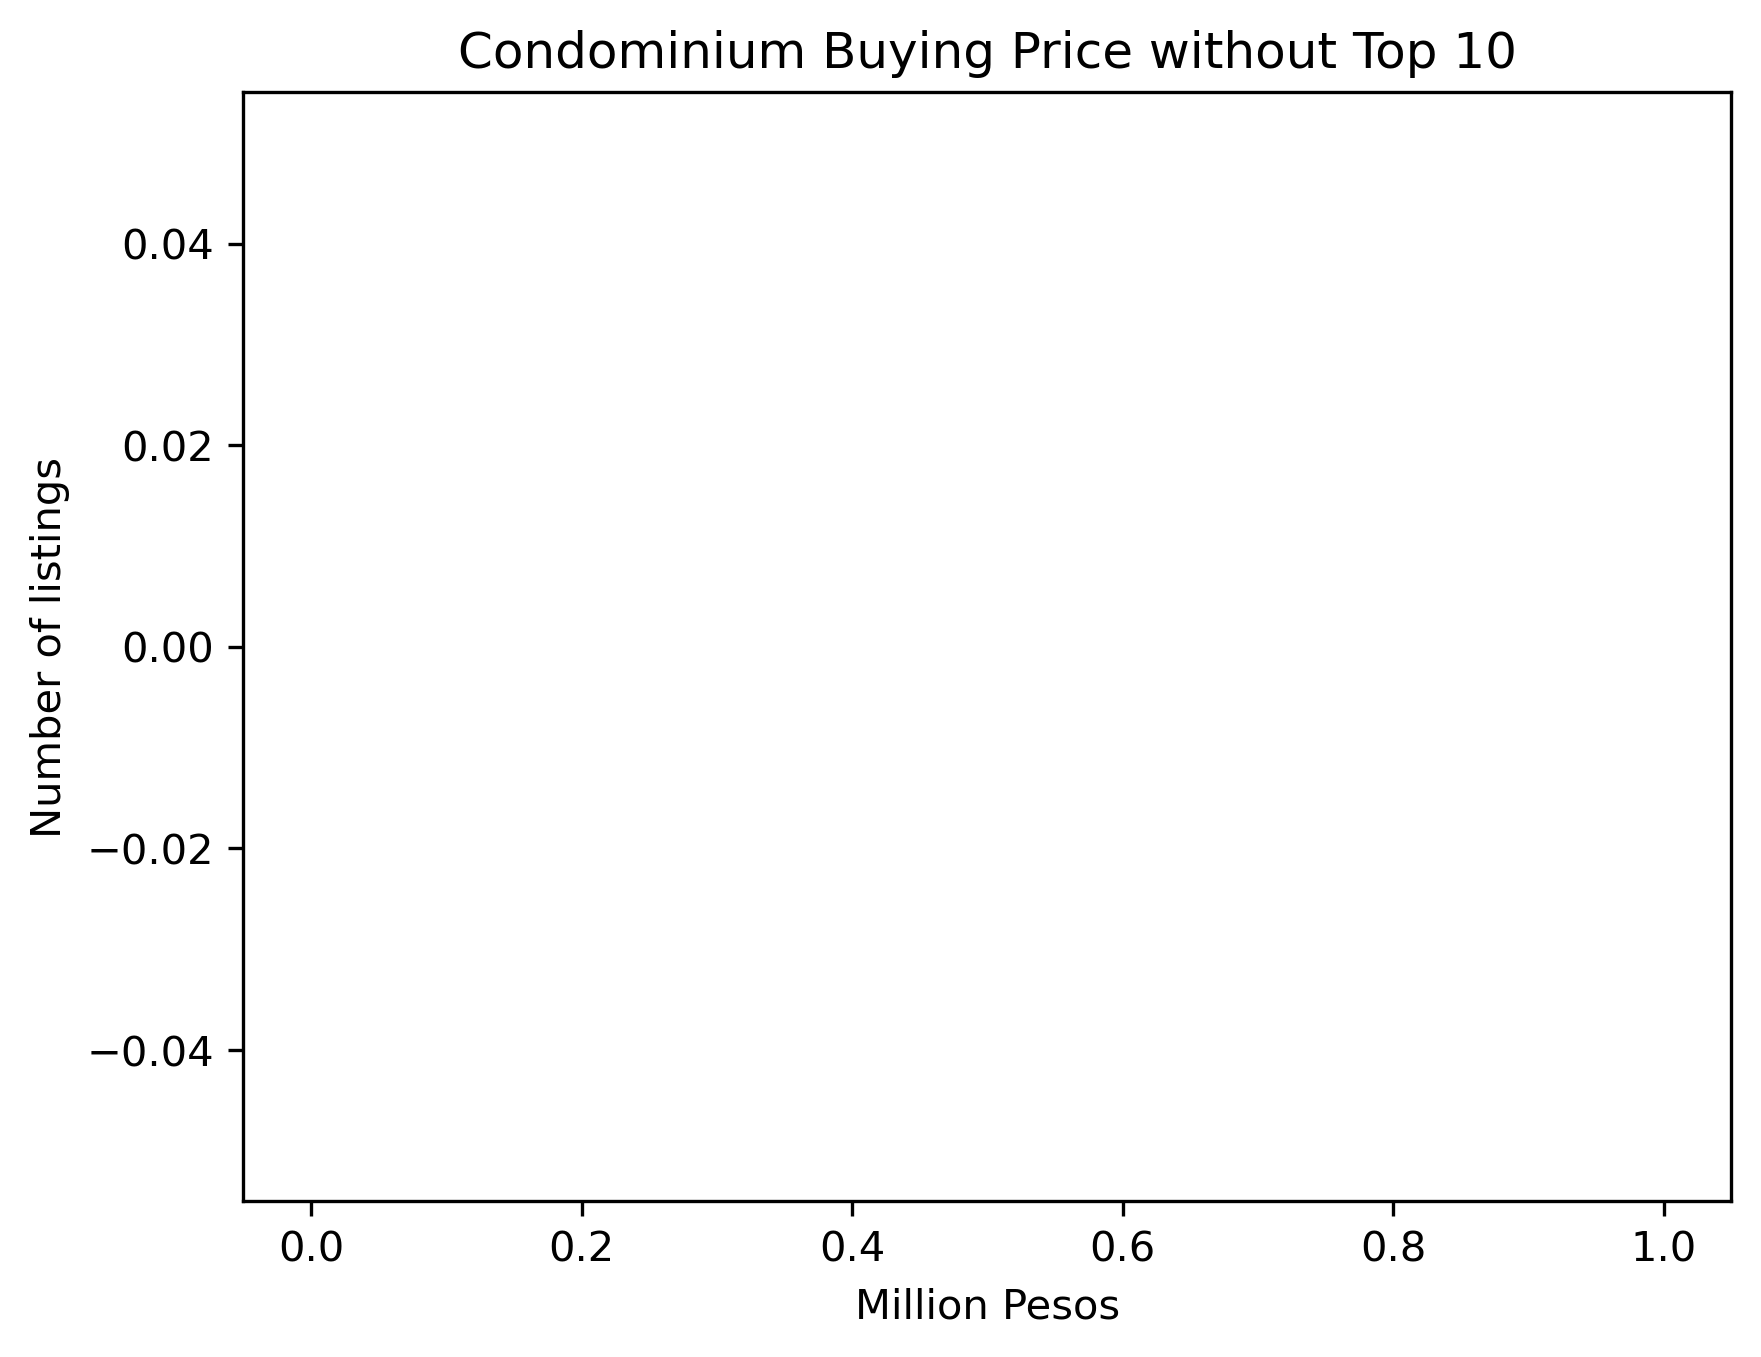 Condominium Buying Price without Top 10
0.04
0.02
0.00
−0.02
−0.04
Number of listings
0.0 0.2 0.4 0.6 0.8 1.0
Million Pesos